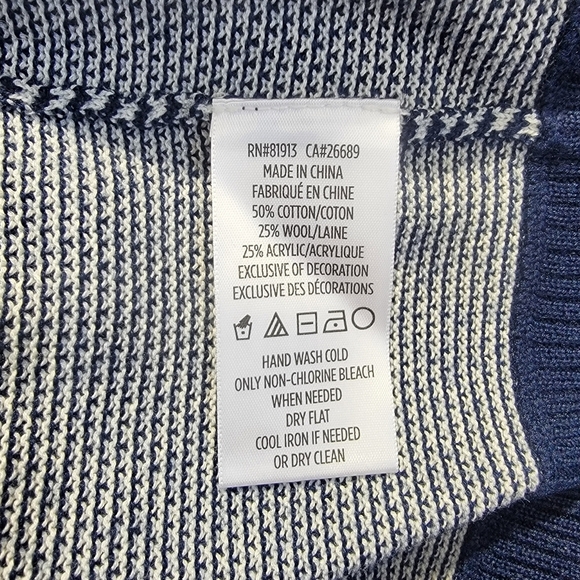 RN#81913 CA#26689
MADE IN CHINA
FABRIQUÉ EN CHINE
50% COTTON/COTON
25% WOOL/LAINE
25% ACRYLIC/ACRYLIQUE
EXCLUSIVE OF DECORATION
EXCLUSIVE DES DÉCORATIONS
HAND WASH COLD
ONLY NON-CHLORINE BLEACH
WHEN NEEDED
DRY FLAT
COOL IRON IF NEEDED
OR DRY CLEAN